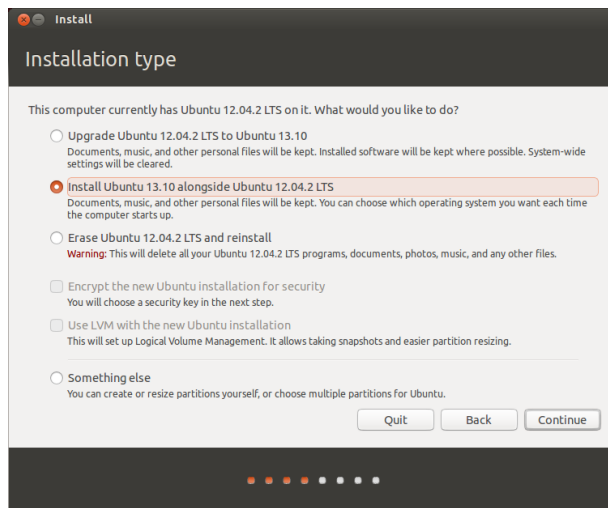 Install
Installation type
This computer currently has Ubuntu 12.04.2 LTS on it. What would you like to do?
Upgrade Ubuntu 12.04.2 LTS to Ubuntu 13.10
Documents, music, and other personal files will be kept. Installed software will be kept where possible. System-wide
settings will be cleared.
Install Ubuntu 13.10 alongside Ubuntu 12.04.2 LTS
Documents, music, and other personal files will be kept. You can choose which operating system you want each time
the computer starts up.
Erase Ubuntu 12.04.2 LTS and reinstall
Warning: This will delete all your Ubuntu 12.04.2 LTS programs, documents, photos, music, and any other files.
Encrypt the new Ubuntu installation for security
You will choose a security key in the next step.
Use LVM with the new Ubuntu installation
This will set up Logical Volume Management. It allows taking snapshots and easier partition resizing.
Something else
You can create or resize partitions yourself, or choose multiple partitions for Ubuntu.
Quit Back Continue